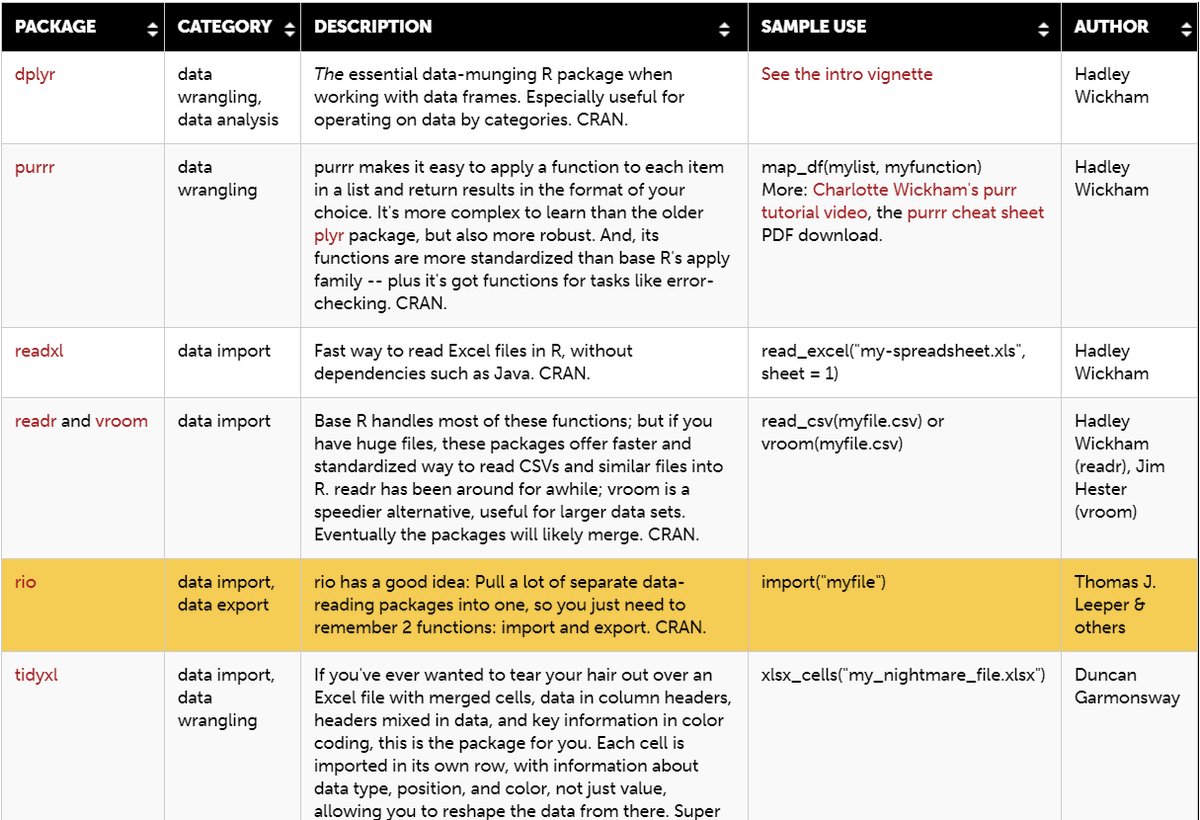 PACKAGE CATEGORY DESCRIPTION SAMPLE USE AUTHOR
dplyr
data
wrangling,
data analysis
The essential data-munging R package when
working with data frames. Especially useful for
operating on data by categories. CRAN.
See the intro vignette
Hadley
Wickham
purrr
data
wrangling
purrr makes it easy to apply a function to each item
in a list and return results in the format of your
choice. It's more complex to learn than the older
plyr package, but also more robust. And, its
functions are more standardized than base R's apply
family -- plus it's got functions for tasks like error-
checking. CRAN.
map_df(mylist, myfunction)
More: Charlotte Wickham's purr
tutorial video, the purrr cheat sheet
PDF download.
Hadley
Wickham
readxl
data import
Fast way to read Excel files in R, without
dependencies such as Java. CRAN.
read_excel("my-spreadsheet.xls",
sheet = 1)
Hadley
Wickham
readr and vroom
data import
Base R handles most of these functions; but if you
have huge files, these packages offer faster and
standardized way to read CSVs and similar files into
R. readr has been around for awhile; vroom is a
speedier alternative, useful for larger data sets.
Eventually the packages will likely merge. CRAN.
read_csv(myfile.csv) or
vroom(myfile.csv)
Hadley
Wickham
(readr), Jim
Hester
(vroom)
rio
data import,
data export
rio has a good idea: Pull a lot of separate data-
reading packages into one, so you just need to
remember 2 functions: import and export. CRAN.
import("myfile")
Thomas J.
Leeper &
others
tidyxl
data import,
data
wrangling
If you've ever wanted to tear your hair out over an
Excel file with merged cells, data in column headers,
headers mixed in data, and key information in color
coding, this is the package for you. Each cell is
imported in its own row, with information about
data type, position, and color, not just value,
allowing you to reshape the data from there. Super
xlsx_cells("my_nightmare_file.xlsx")
Duncan
Garmonsway